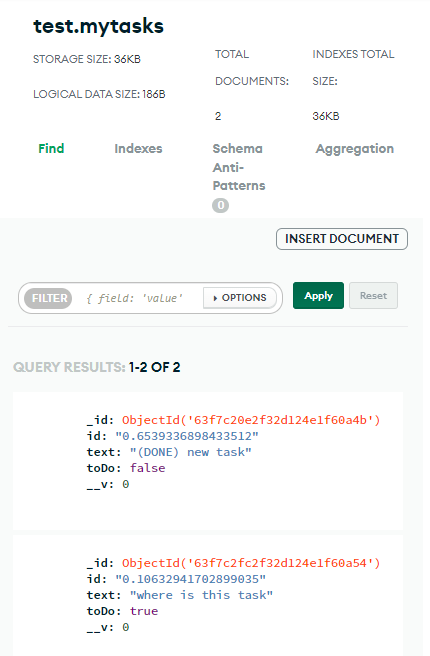 test.mytasks
STORAGE SIZE: 36KB
LOGICAL DATA SIZE: 186B
TOTAL
DOCUMENTS:
2
INDEXES TOTAL
SIZE:
36KB
Find
Indexes
Schema
Anti-
Patterns
0
Aggregation
INSERT DOCUMENT
FILTER
{ field: 'value'
OPTIONS
Apply
Reset
QUERY RESULTS: 1-2 OF 2
_id: ObjectId('63f7c20e2f32d124e1f60a4b')
id: "0.6539336898433512"
text: "(DONE) new task"
toDo: false
__v: 0
_id: ObjectId('63f7c2fc2f32d124e1f60a54')
id: "0.10632941702899035"
text: "where is this task"
toDo: true
__v: 0